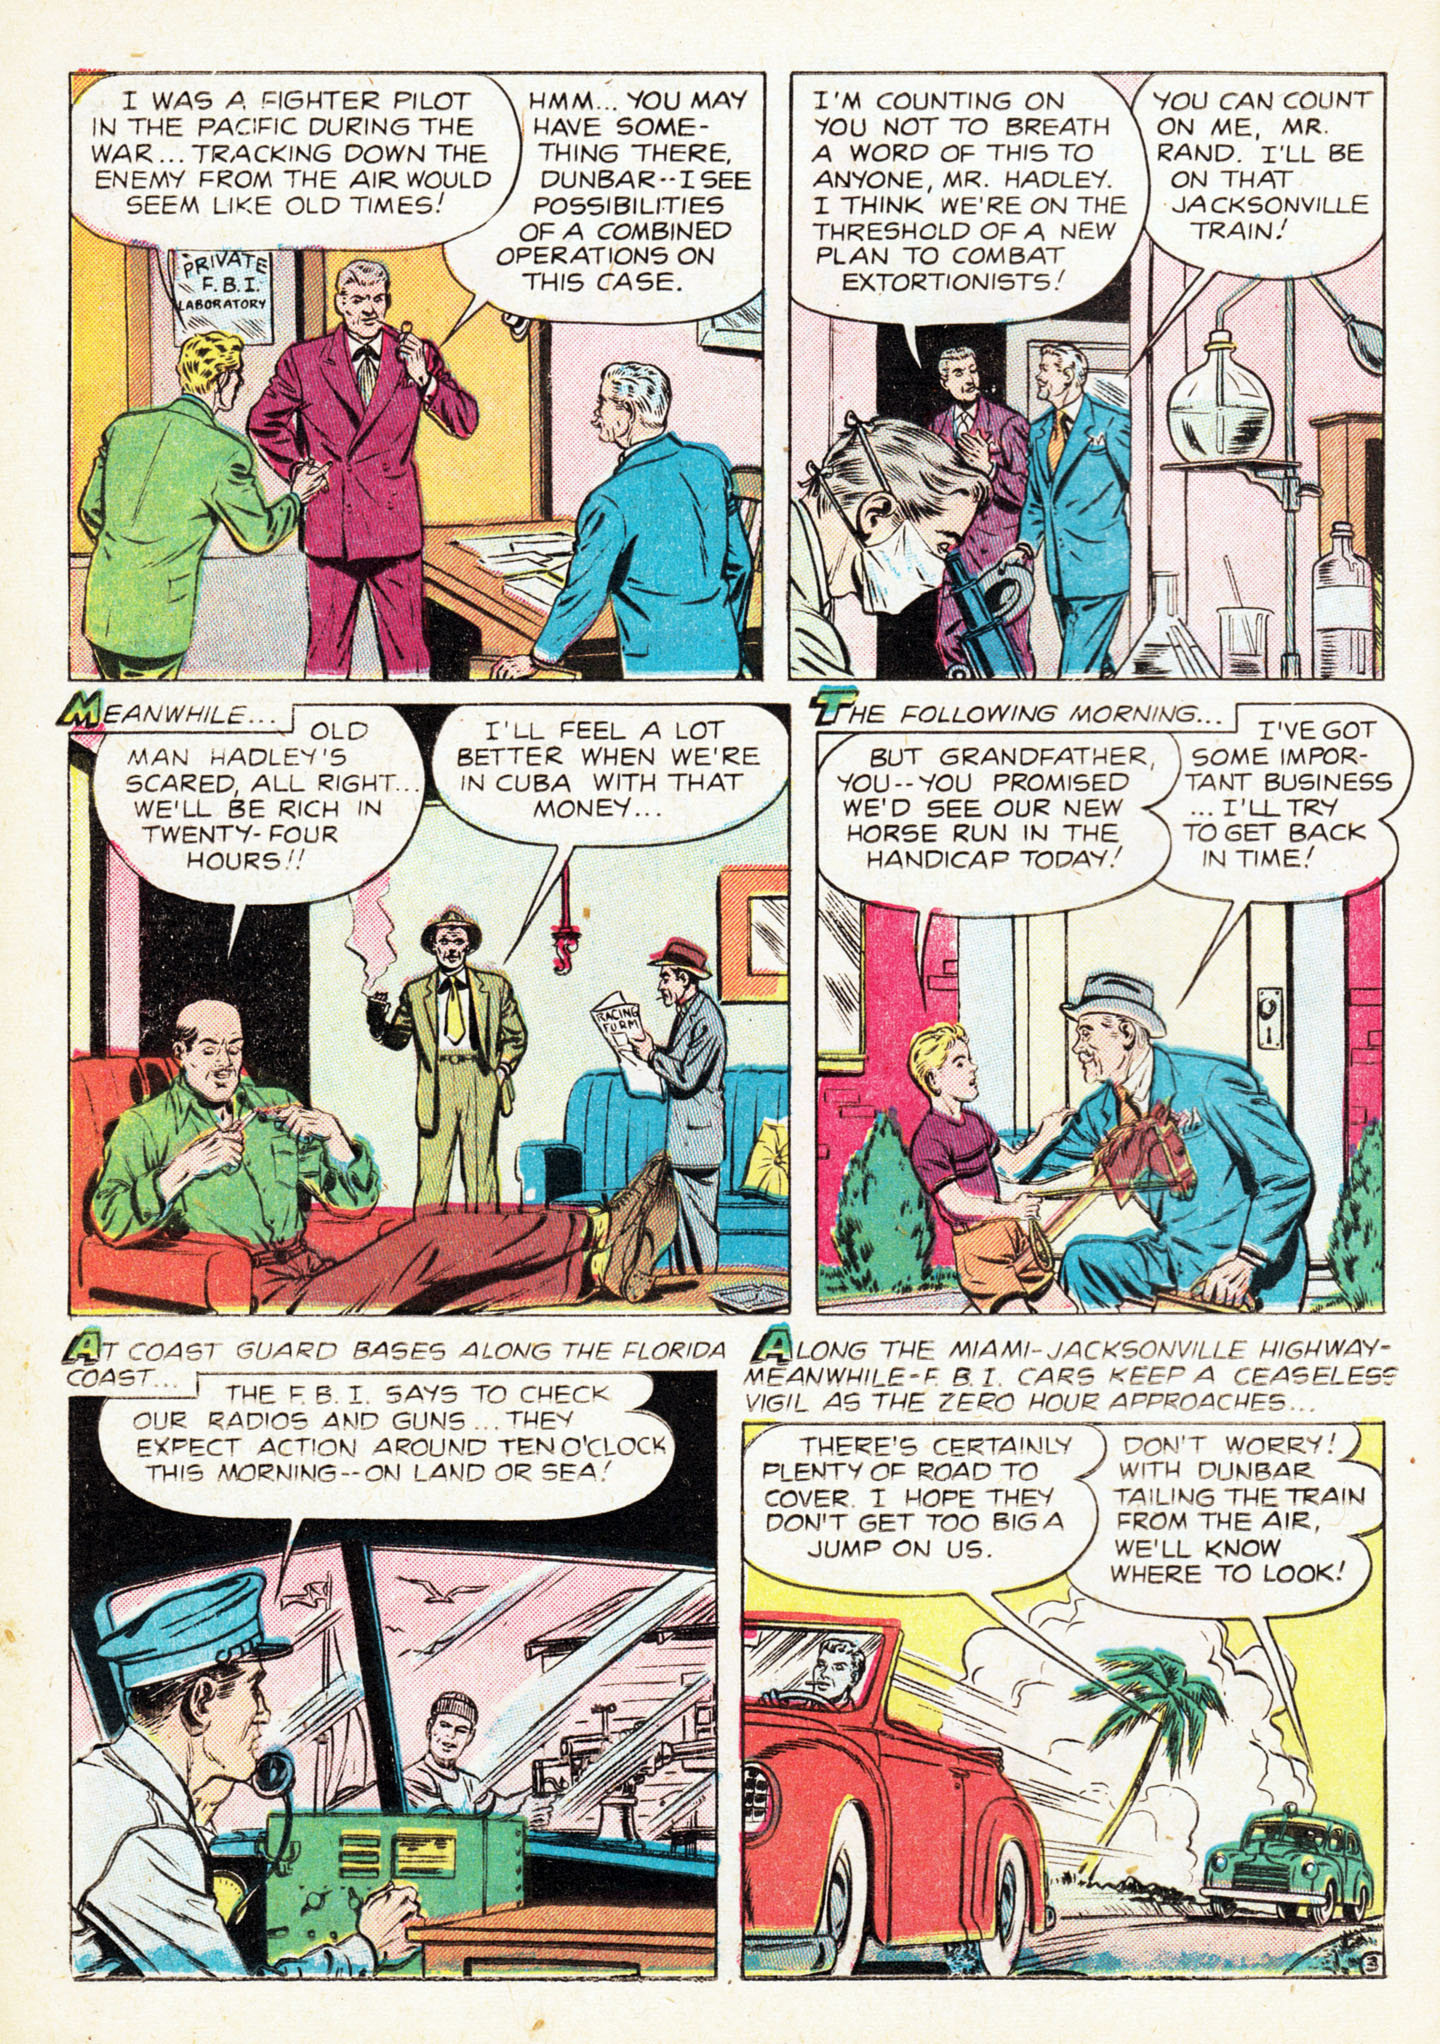 I WAS A FIGHTER PILOT
IN THE PACIFIC DURING THE
WAR... TRACKING DOWN THE
ENEMY FROM THE AIR WOULD
SEEM LIKE OLD TIMES!
HMM... YOU MAY
HAVE SOME-
THING THERE,
DUNBAR--I SEE
POSSIBILITIES
OF A COMBINED
OPERATIONS ON
THIS CASE.
PRIVATE
F.B.I.
LABORATORY
I'M COUNTING ON
YOU NOT TO BREATH
A WORD OF THIS TO
ANYONE, MR. HADLEY.
I THINK WE'RE ON THE
THRESHOLD OF A NEW
PLAN TO COMBAT
EXTORTIONISTS!
YOU CAN COUNT
ON ME, MR.
RAND. I'LL BE
ON THAT
JACKSONVILLE
TRAIN!
MEANWHILE...
OLD
MAN HADLEY'S
SCARED, ALL RIGHT...
WE'LL BE RICH IN
TWENTY-FOUR
HOURS!!
I'LL FEEL A LOT
BETTER WHEN WE'RE
IN CUBA WITH THAT
MONEY...
RACING
FORM
THE FOLLOWING MORNING...
BUT GRANDFATHER,
YOU--YOU PROMISED
WE'D SEE OUR NEW
HORSE RUN IN THE
HANDICAP TODAY!
I'VE GOT
SOME IMPOR-
TANT BUSINESS
... I'LL TRY
TO GET BACK
IN TIME!
AT COAST GUARD BASES ALONG THE FLORIDA
COAST...
THE F.B.I. SAYS TO CHECK
OUR RADIOS AND GUNS... THEY
EXPECT ACTION AROUND TEN O'CLOCK
THIS MORNING--ON LAND OR SEA!
ALONG THE MIAMI-JACKSONVILLE HIGHWAY-
MEANWHILE-F.B.I. CARS KEEP A CEASELESS
VIGIL AS THE ZERO HOUR APPROACHES...
THERE'S CERTAINLY
PLENTY OF ROAD TO
COVER. I HOPE THEY
DON'T GET TOO BIG A
JUMP ON US.
DON'T WORRY!
WITH DUNBAR
TAILING THE TRAIN
FROM THE AIR,
WE'LL KNOW
WHERE TO LOOK!
3